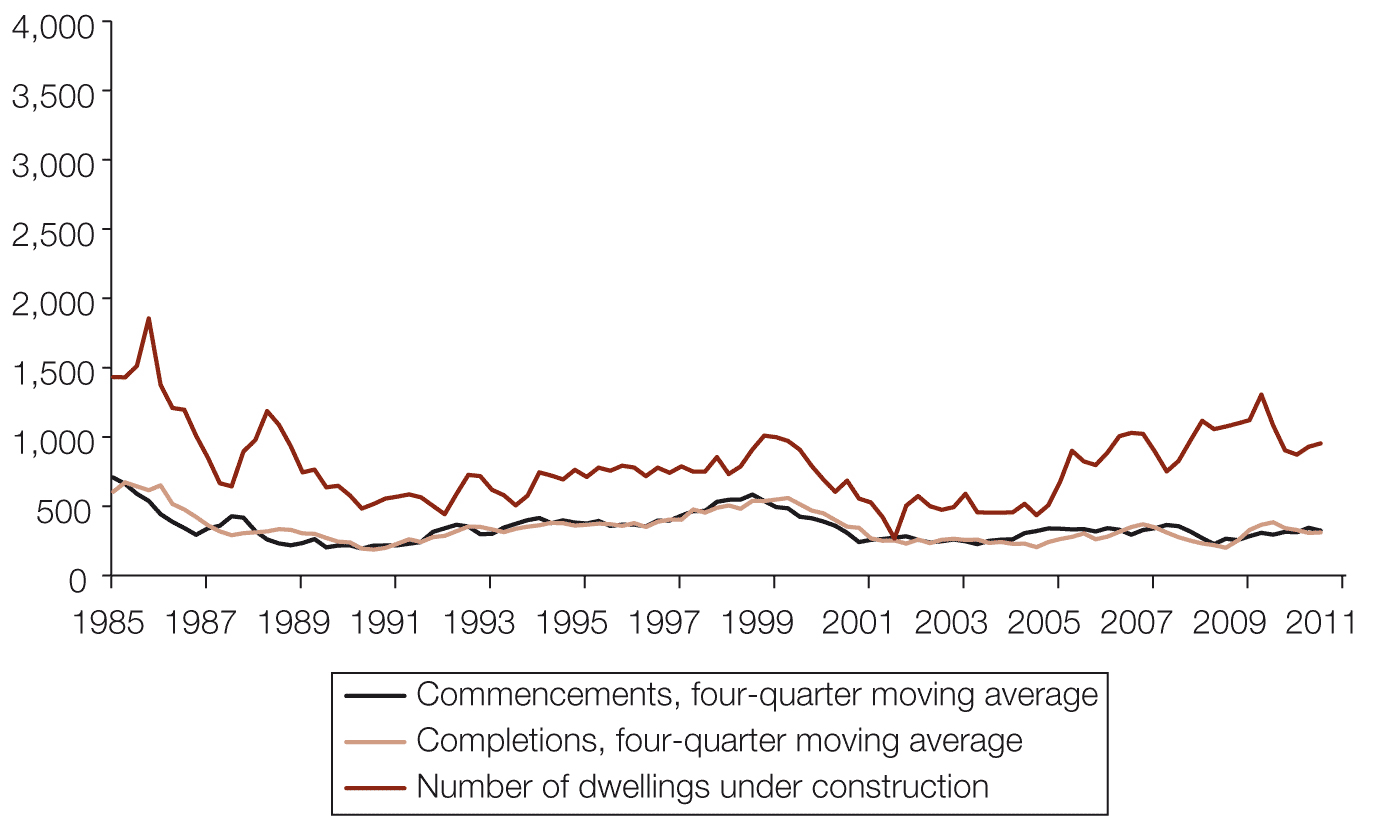 4,000
3,500
3,000
2,500
2,000
1,500
1,000
500
0
1985 1987 1989 1991 1993 1995 1997 1999 2001 2003 2005 2007 2009 2011
Commencements, four-quarter moving average
Completions, four-quarter moving average
Number of dwellings under construction